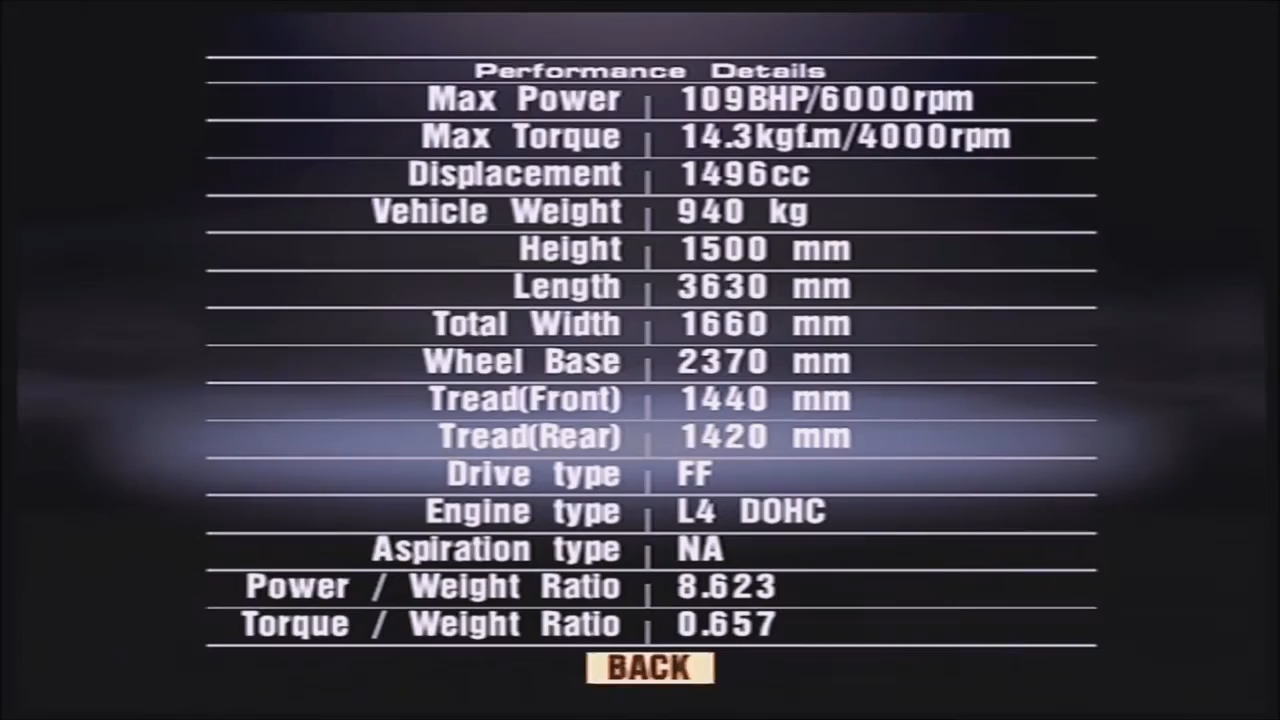 Performance Details
Max Power | 109BHP/6000rpm
Max Torque | 14.3kgf.m/4000rpm
Displacement | 1496cc
Vehicle Weight | 940 kg
Height | 1500 mm
Length | 3630 mm
Total Width | 1660 mm
Wheel Base | 2370 mm
Tread(Front) | 1440 mm
Tread(Rear) | 1420 mm
Drive type | FF
Engine type | L4 DOHC
Aspiration type | NA
Power / Weight Ratio | 8.623
Torque / Weight Ratio | 0.657
BACK